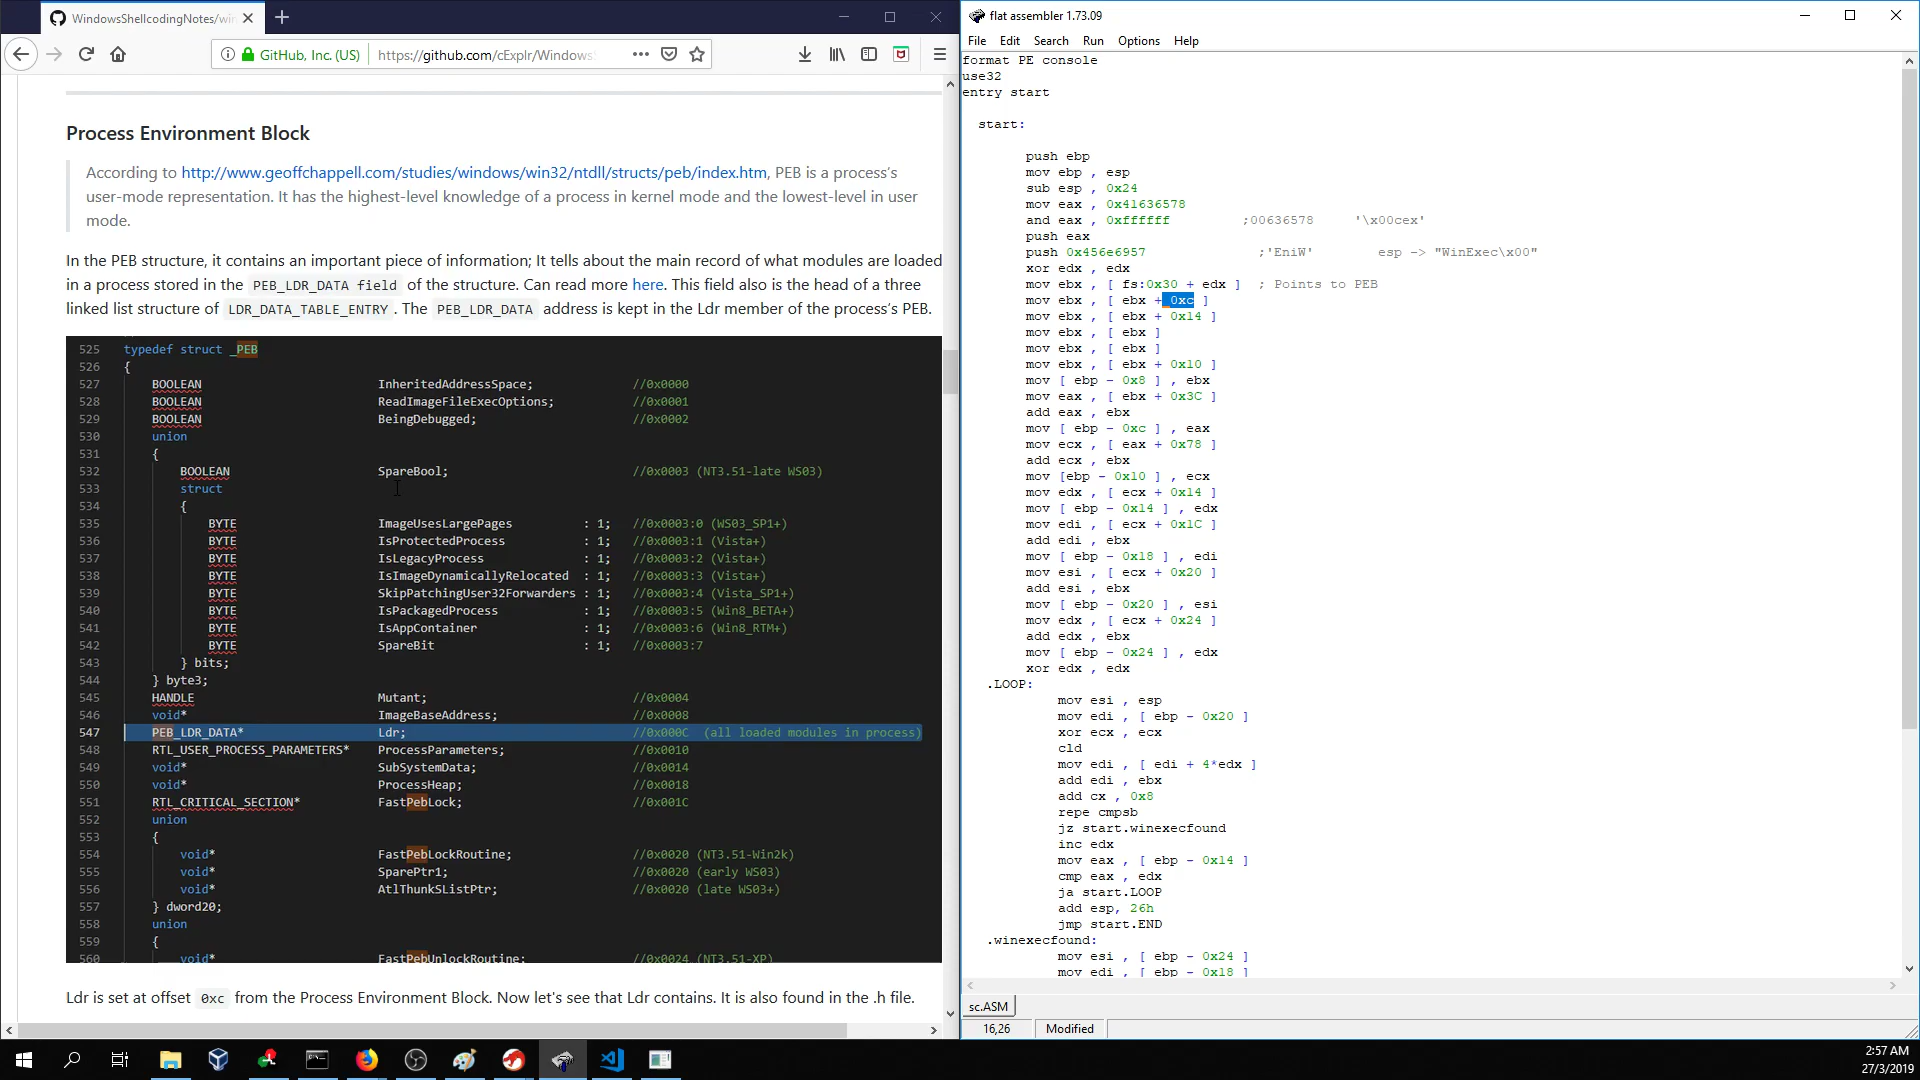 WindowsShellcodingNotes/win
GitHub, Inc. (US)
https://github.com/cExplr/Windows
Process Environment Block
According to http://www.geoffchappell.com/studies/windows/win32/ntdll/structs/peb/index.htm, PEB is a process's
user-mode representation. It has the highest-level knowledge of a process in kernel mode and the lowest-level in user
mode.
In the PEB structure, it contains an important piece of information; It tells about the main record of what modules are loaded
in a process stored in the PEB_LDR_DATA field of the structure. Can read more here. This field also is the head of a three
linked list structure of LDR_DATA_TABLE_ENTRY. The PEB_LDR_DATA address is kept in the Ldr member of the process's PEB.
525 typedef struct _PEB
526 {
527 BOOLEAN InheritedAddressSpace; //0x0000
528 BOOLEAN ReadImageFileExecOptions; //0x0001
529 BOOLEAN BeingDebugged; //0x0002
530 union
531 {
532 BOOLEAN SpareBool; //0x0003 (NT3.51-late WS03)
533 struct
534 {
535 BYTE ImageUsesLargePages : 1; //0x0003:0 (WS03_SP1+)
536 BYTE IsProtectedProcess : 1; //0x0003:1 (Vista+)
537 BYTE IsLegacyProcess : 1; //0x0003:2 (Vista+)
538 BYTE IsImageDynamicallyRelocated : 1; //0x0003:3 (Vista+)
539 BYTE SkipPatchingUser32Forwarders : 1; //0x0003:4 (Vista_SP1+)
540 BYTE IsPackagedProcess : 1; //0x0003:5 (Win8_BETA+)
541 BYTE IsAppContainer : 1; //0x0003:6 (Win8_RTM+)
542 BYTE SpareBit : 1; //0x0003:7
543 } bits;
544 } byte3;
545 HANDLE Mutant; //0x0004
546 void* ImageBaseAddress; //0x0008
547 PEB_LDR_DATA* Ldr; //0x000C (all loaded modules in process)
548 RTL_USER_PROCESS_PARAMETERS* ProcessParameters; //0x0010
549 void* SubSystemData; //0x0014
550 void* ProcessHeap; //0x0018
551 RTL_CRITICAL_SECTION* FastPebLock; //0x001C
552 union
553 {
554 void* FastPebLockRoutine; //0x0020 (NT3.51-Win2k)
555 void* SparePtr1; //0x0020 (early WS03)
556 void* AtlThunkSListPtr; //0x0020 (late WS03+)
557 } dword20;
558 union
559 {
560 void* FastPebUnlockRoutine; //0x0024 (NT3.51-XP)
Ldr is set at offset 0xc from the Process Environment Block. Now let's see that Ldr contains. It is also found in the .h file.
flat assembler 1.73.09
File Edit Search Run Options Help
format PE console
use32
entry start
start:
push ebp
mov ebp , esp
sub esp , 0x24
mov eax , 0x41636578
and eax , 0xffffff ;00636578 '\x00cex'
push eax
push 0x456e6957 ;'EniW' esp -> "WinExec\x00"
xor edx , edx
mov ebx , [ fs:0x30 + edx ] ; Points to PEB
mov ebx , [ ebx + 0xc ]
mov ebx , [ ebx + 0x14 ]
mov ebx , [ ebx ]
mov ebx , [ ebx ]
mov ebx , [ ebx + 0x10 ]
mov [ ebp - 0x8 ] , ebx
mov eax , [ ebx + 0x3C ]
add eax , ebx
mov [ ebp - 0xc ] , eax
mov ecx , [ eax + 0x78 ]
add ecx , ebx
mov [ebp - 0x10 ] , ecx
mov edx , [ ecx + 0x14 ]
mov [ ebp - 0x14 ] , edx
mov edi , [ ecx + 0x1C ]
add edi , ebx
mov [ ebp - 0x18 ] , edi
mov esi , [ ecx + 0x20 ]
add esi , ebx
mov [ ebp - 0x20 ] , esi
mov edx , [ ecx + 0x24 ]
add edx , ebx
mov [ ebp - 0x24 ] , edx
xor edx , edx
.LOOP:
mov esi , esp
mov edi , [ ebp - 0x20 ]
xor ecx , ecx
cld
mov edi , [ edi + 4*edx ]
add edi , ebx
add cx , 0x8
repe cmpsb
jz start.winexecfound
inc edx
mov eax , [ ebp - 0x14 ]
cmp eax , edx
ja start.LOOP
add esp, 26h
jmp start.END
.winexecfound:
mov esi , [ ebp - 0x24 ]
mov edi , [ ebp - 0x18 ]
sc.ASM
16,26 Modified
2:57 AM
27/3/2019